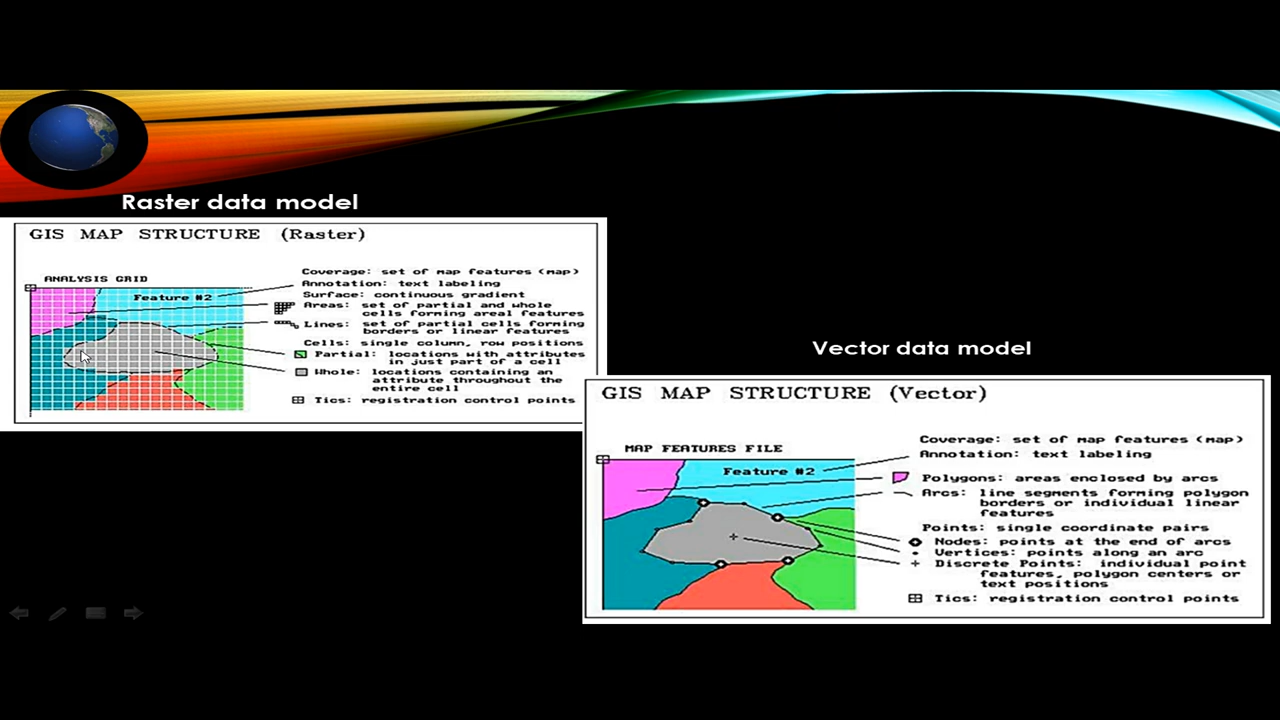 Raster data model
GIS MAP STRUCTURE (Raster)
ANALYSIS GRID
Feature #2
Coverage: set of map features (map)
Annotation: text labeling
Surface: continuous gradient
Areas: set of partial and whole
cells forming areal features
Lines: set of partial cells forming
borders or linear features
Cells: single column, row positions
Partial: locations with attributes
in just part of a cell
Whole: locations containing an
attribute throughout the
entire cell
Tics: registration control points
Vector data model
GIS MAP STRUCTURE (Vector)
MAP FEATURES FILE
Feature #2
Coverage: set of map features (map)
Annotation: text labeling
Polygons: areas enclosed by arcs
Arcs: line segments forming polygon
borders or individual linear
features
Points: single coordinate pairs
Nodes: points at the end of arcs
Vertices: points along an arc
Discrete Points: individual point
features, polygon centers or
text positions
Tics: registration control points